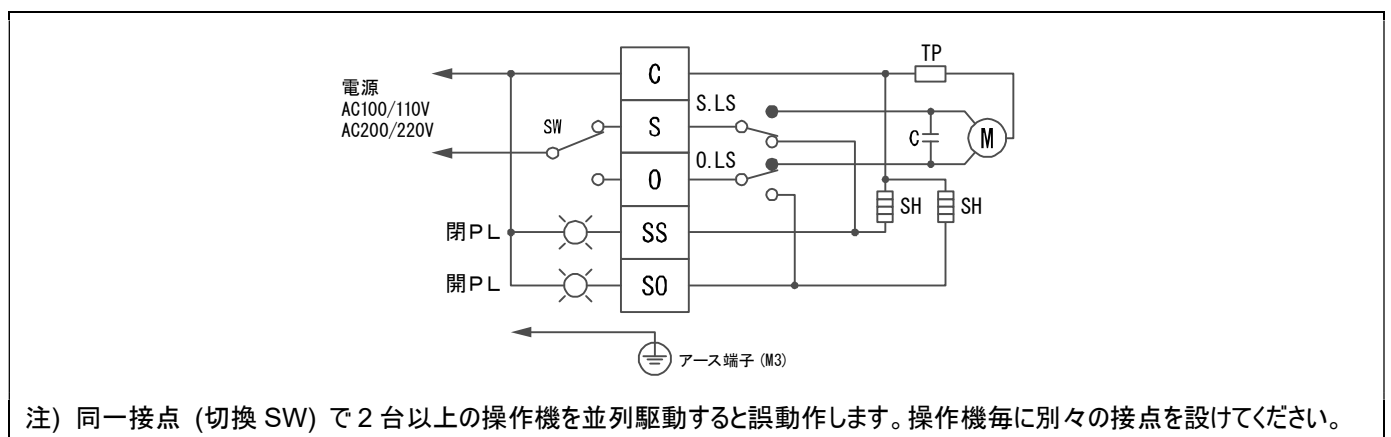 TP
C
電源
AC100/110V
AC200/220V
S.LS
SW
S
C
M
O.LS
O
SH
SH
閉PL
SS
開PL
SO
アース端子 (M3)
注) 同一接点 (切換 SW) で 2 台以上の操作機を並列駆動すると誤動作します。操作機毎に別々の接点を設けてください。